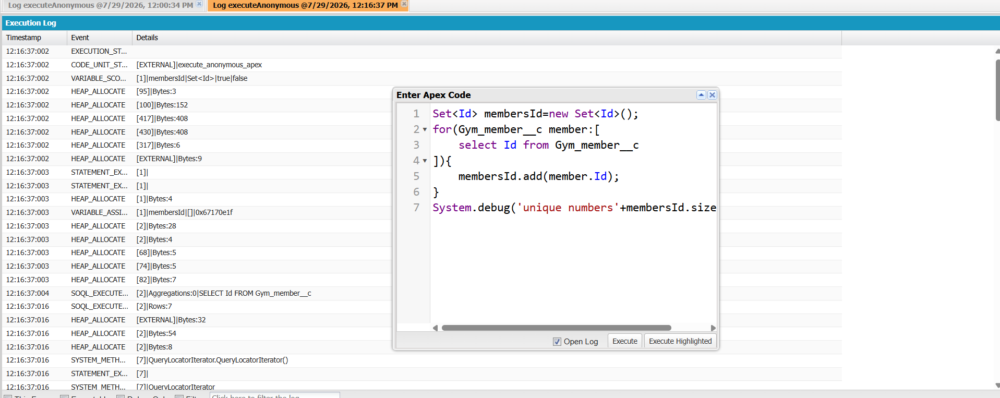 Log executeAnonymous @7/29/2026, 12:00:34 PM
Log executeAnonymous @7/29/2026, 12:16:37 PM
Execution Log
Timestamp Event Details
12:16:37:002 EXECUTION_ST...
12:16:37:002 CODE_UNIT_ST... [EXTERNAL]|execute_anonymous_apex
12:16:37:002 VARIABLE_SCO... [1]|membersId|Set<Id>|true|false
12:16:37:002 HEAP_ALLOCATE [95]|Bytes:3
12:16:37:002 HEAP_ALLOCATE [100]|Bytes:152
12:16:37:002 HEAP_ALLOCATE [417]|Bytes:408
12:16:37:002 HEAP_ALLOCATE [430]|Bytes:408
12:16:37:002 HEAP_ALLOCATE [317]|Bytes:6
12:16:37:002 HEAP_ALLOCATE [EXTERNAL]|Bytes:9
12:16:37:003 STATEMENT_EX... [1]|
12:16:37:003 STATEMENT_EX... [1]|
12:16:37:003 HEAP_ALLOCATE [1]|Bytes:4
12:16:37:003 VARIABLE_ASSI... [1]|membersId|[]|0x67170e1f
12:16:37:003 HEAP_ALLOCATE [2]|Bytes:28
12:16:37:003 HEAP_ALLOCATE [2]|Bytes:4
12:16:37:003 HEAP_ALLOCATE [68]|Bytes:5
12:16:37:003 HEAP_ALLOCATE [74]|Bytes:5
12:16:37:003 HEAP_ALLOCATE [82]|Bytes:7
12:16:37:004 SOQL_EXECUTE... [2]|Aggregations:0|SELECT Id FROM Gym_member__c
12:16:37:016 SOQL_EXECUTE... [2]|Rows:7
12:16:37:016 HEAP_ALLOCATE [EXTERNAL]|Bytes:32
12:16:37:016 HEAP_ALLOCATE [2]|Bytes:54
12:16:37:016 HEAP_ALLOCATE [2]|Bytes:8
12:16:37:016 SYSTEM_METH... [7]|QueryLocatorIterator.QueryLocatorIterator()
12:16:37:016 STATEMENT_EX... [7]|
12:16:37:016 SYSTEM_METH... [7]|QueryLocatorIterator
Click here to filter the log
Enter Apex Code
1 Set<Id> membersId=new Set<Id>();
2 for(Gym_member__c member:[
3 select Id from Gym_member__c
4 ]){
5 membersId.add(member.Id);
6 }
7 System.debug('unique numbers'+membersId.size
Open Log Execute Execute Highlighted